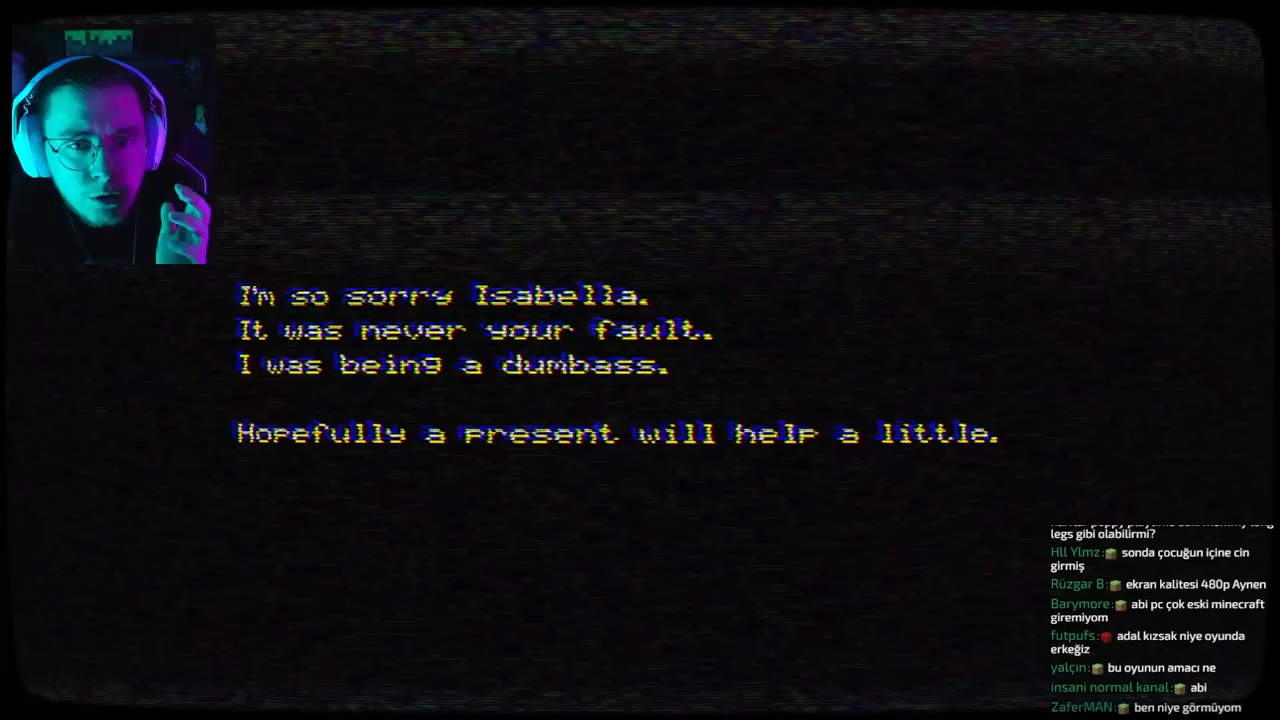 I'm so sorry Isabella.
It was never your fault.
I was being a dumbass.
Hopefully a present will help a little.
legs gibi olabilirmi?
Hll Ylmz: sonda çocuğun içine cin
girmiş
Rüzgar B: ekran kalitesi 480p Aynen
Barymore: abi pc çok eski minecraft
giremiyom
futpufs: adal kızsak niye oyunda
erkeğiz
yalçın: bu oyunun amacı ne
insani normal kanal: abi
ZaferMAN: ben niye görmüyom